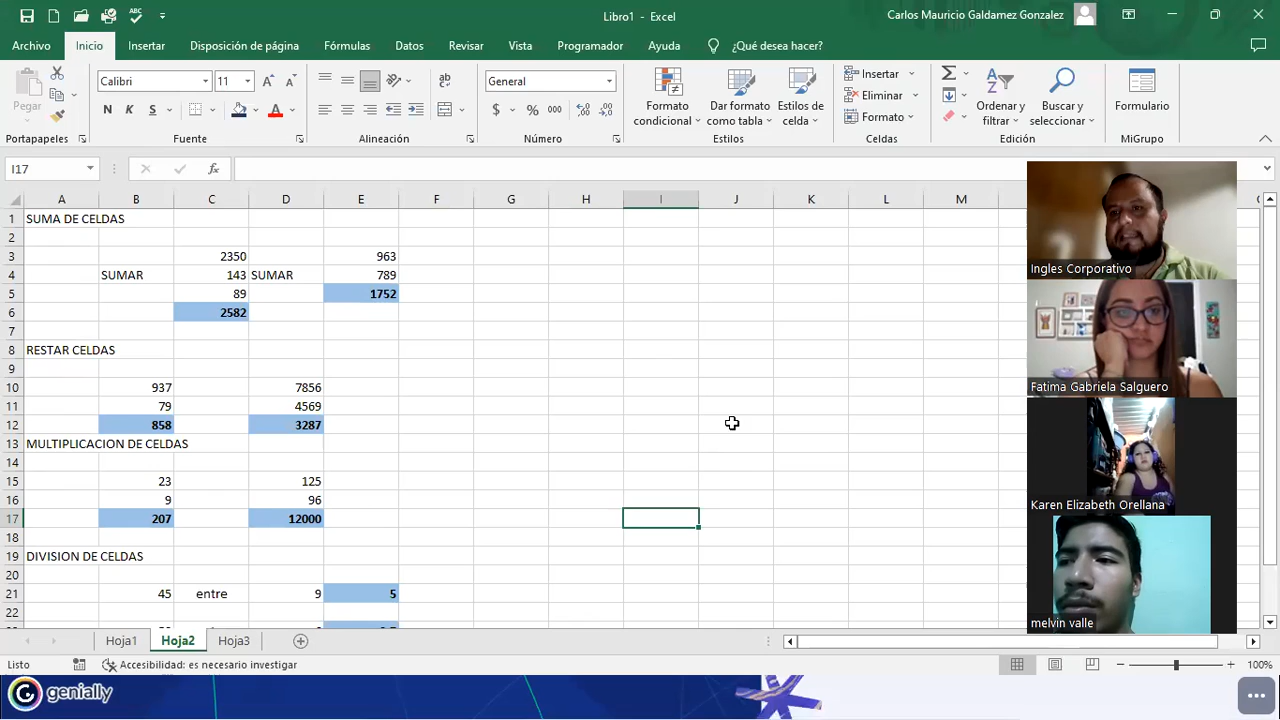 Libro1 - Excel
Carlos Mauricio Galdamez Gonzalez
Archivo Inicio Insertar Disposición de página Fórmulas Datos Revisar Vista Programador Ayuda ¿Qué desea hacer?
Pegar
Calibri 11
N K S
General
$ % 000
Formato condicional
Dar formato como tabla
Estilos de celda
Insertar
Eliminar
Formato
Ordenar y filtrar
Buscar y seleccionar
Formulario
Portapapeles Fuente Alineación Número Estilos Celdas Edición MiGrupo
I17
fx
A B C D E F G H I J K L M
1 SUMA DE CELDAS
2
3 2350 963
4 SUMAR 143 SUMAR 789
5 89 1752
6 2582
7
8 RESTAR CELDAS
9
10 937 7856
11 79 4569
12 858 3287
13 MULTIPLICACION DE CELDAS
14
15 23 125
16 9 96
17 207 12000
18
19 DIVISION DE CELDAS
20
21 45 entre 9 5
22
Ingles Corporativo
Fatima Gabriela Salguero
Karen Elizabeth Orellana
melvin valle
Hoja1 Hoja2 Hoja3
Listo Accesibilidad: es necesario investigar 100%
genially